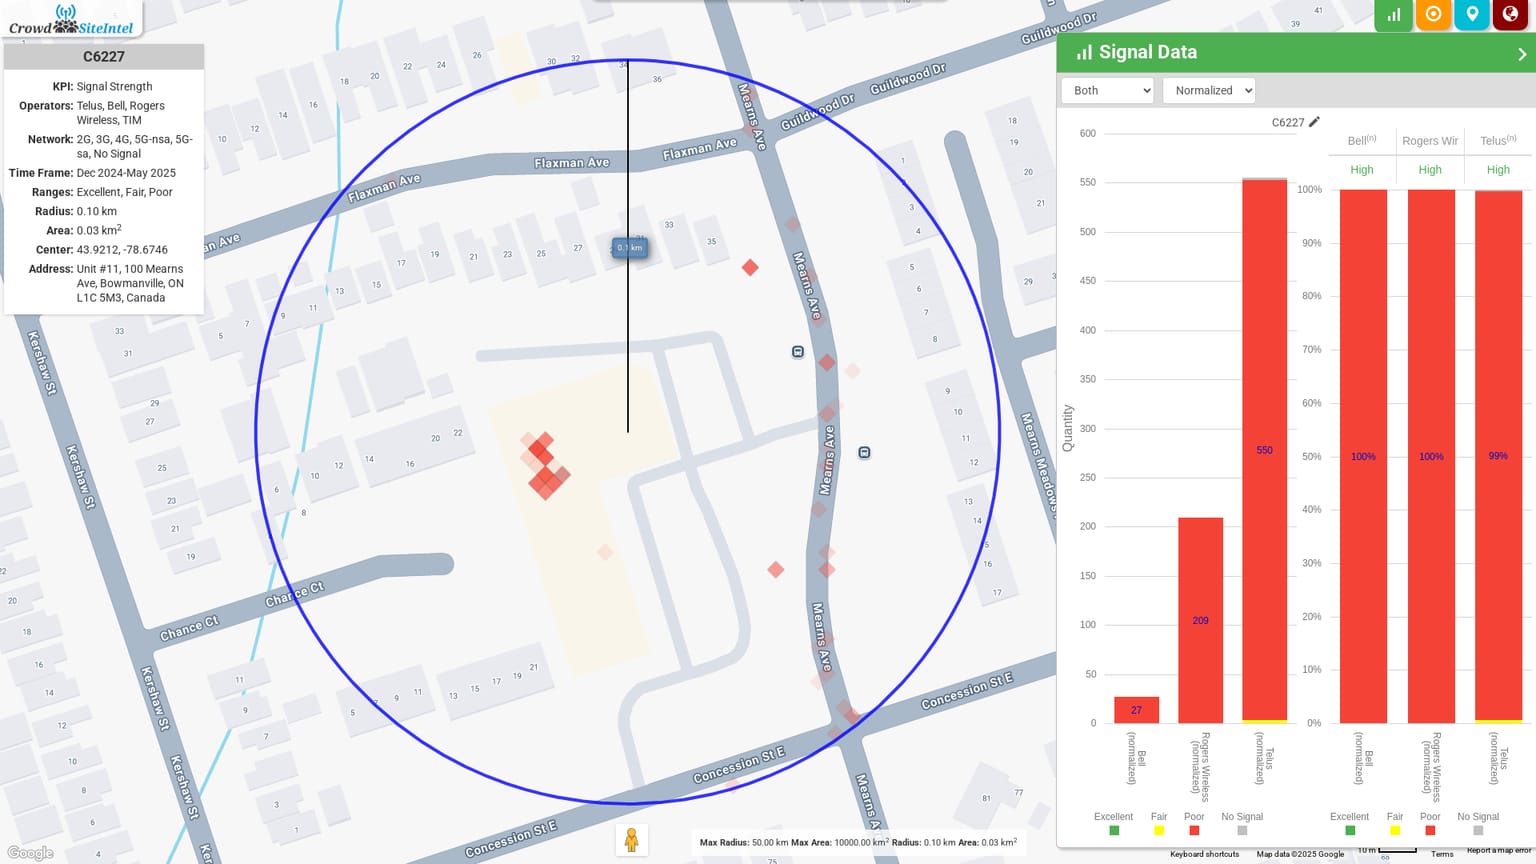 Crowd SiteIntel
C6227
KPI: Signal Strength
Operators: Telus, Bell, Rogers
Wireless, TIM
Network: 2G, 3G, 4G, 5G-nsa, 5G-
sa, No Signal
Time Frame: Dec 2024-May 2025
Ranges: Excellent, Fair, Poor
Radius: 0.10 km
Area: 0.03 km²
Center: 43.9212, -78.6746
Address: Unit #11, 100 Mearns
Ave, Bowmanville, ON
L1C 5M3, Canada
Guildwood Dr
Guildwood Dr
Guildwood Dr
Mearns Ave
Flaxman Ave
Flaxman Ave
Flaxman Ave
an Ave
0.1 km
Mearns Ave
Mearns Ave
Mearns Ave
Mearns Meadows
Kershaw St
Kershaw St
Kershaw St
Kershaw St
Chance Ct
Chance Ct
Concession St E
Concession St E
Concession St E
Google
Max Radius: 50.00 km Max Area: 10000.00 km² Radius: 0.10 km Area: 0.03 km²
Keyboard shortcuts
Map data ©2025 Google
10 m
Terms
Report a map error
Signal Data
Both
Normalized
C6227
Quantity
600
550
500
450
400
350
300
250
200
150
100
50
0
27
209
550
Bell
(normalized)
Rogers Wireless
(normalized)
Telus
(normalized)
Excellent Fair Poor No Signal
Bell(n) Rogers Wir Telus(n)
High High High
100%
90%
80%
70%
60%
50%
40%
30%
20%
10%
0%
100% 100% 99%
Bell
(normalized)
Rogers Wireless
(normalized)
Telus
(normalized)
Excellent Fair Poor No Signal